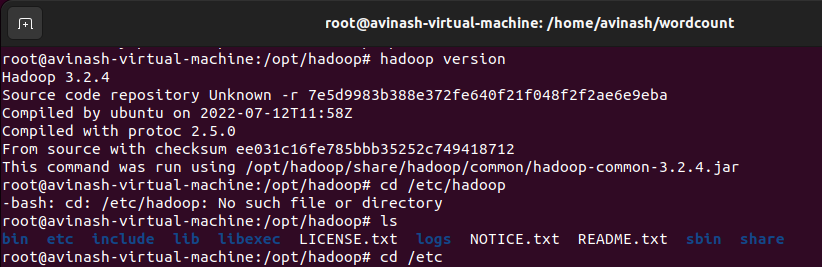 root@avinash-virtual-machine: /home/avinash/wordcount
root@avinash-virtual-machine:/opt/hadoop# hadoop version
Hadoop 3.2.4
Source code repository Unknown -r 7e5d9983b388e372fe640f21f048f2f2ae6e9eba
Compiled by ubuntu on 2022-07-12T11:58Z
Compiled with protoc 2.5.0
From source with checksum ee031c16fe785bbb35252c749418712
This command was run using /opt/hadoop/share/hadoop/common/hadoop-common-3.2.4.jar
root@avinash-virtual-machine:/opt/hadoop# cd /etc/hadoop
-bash: cd: /etc/hadoop: No such file or directory
root@avinash-virtual-machine:/opt/hadoop# ls
bin etc include lib libexec LICENSE.txt logs NOTICE.txt README.txt sbin share
root@avinash-virtual-machine:/opt/hadoop# cd /etc